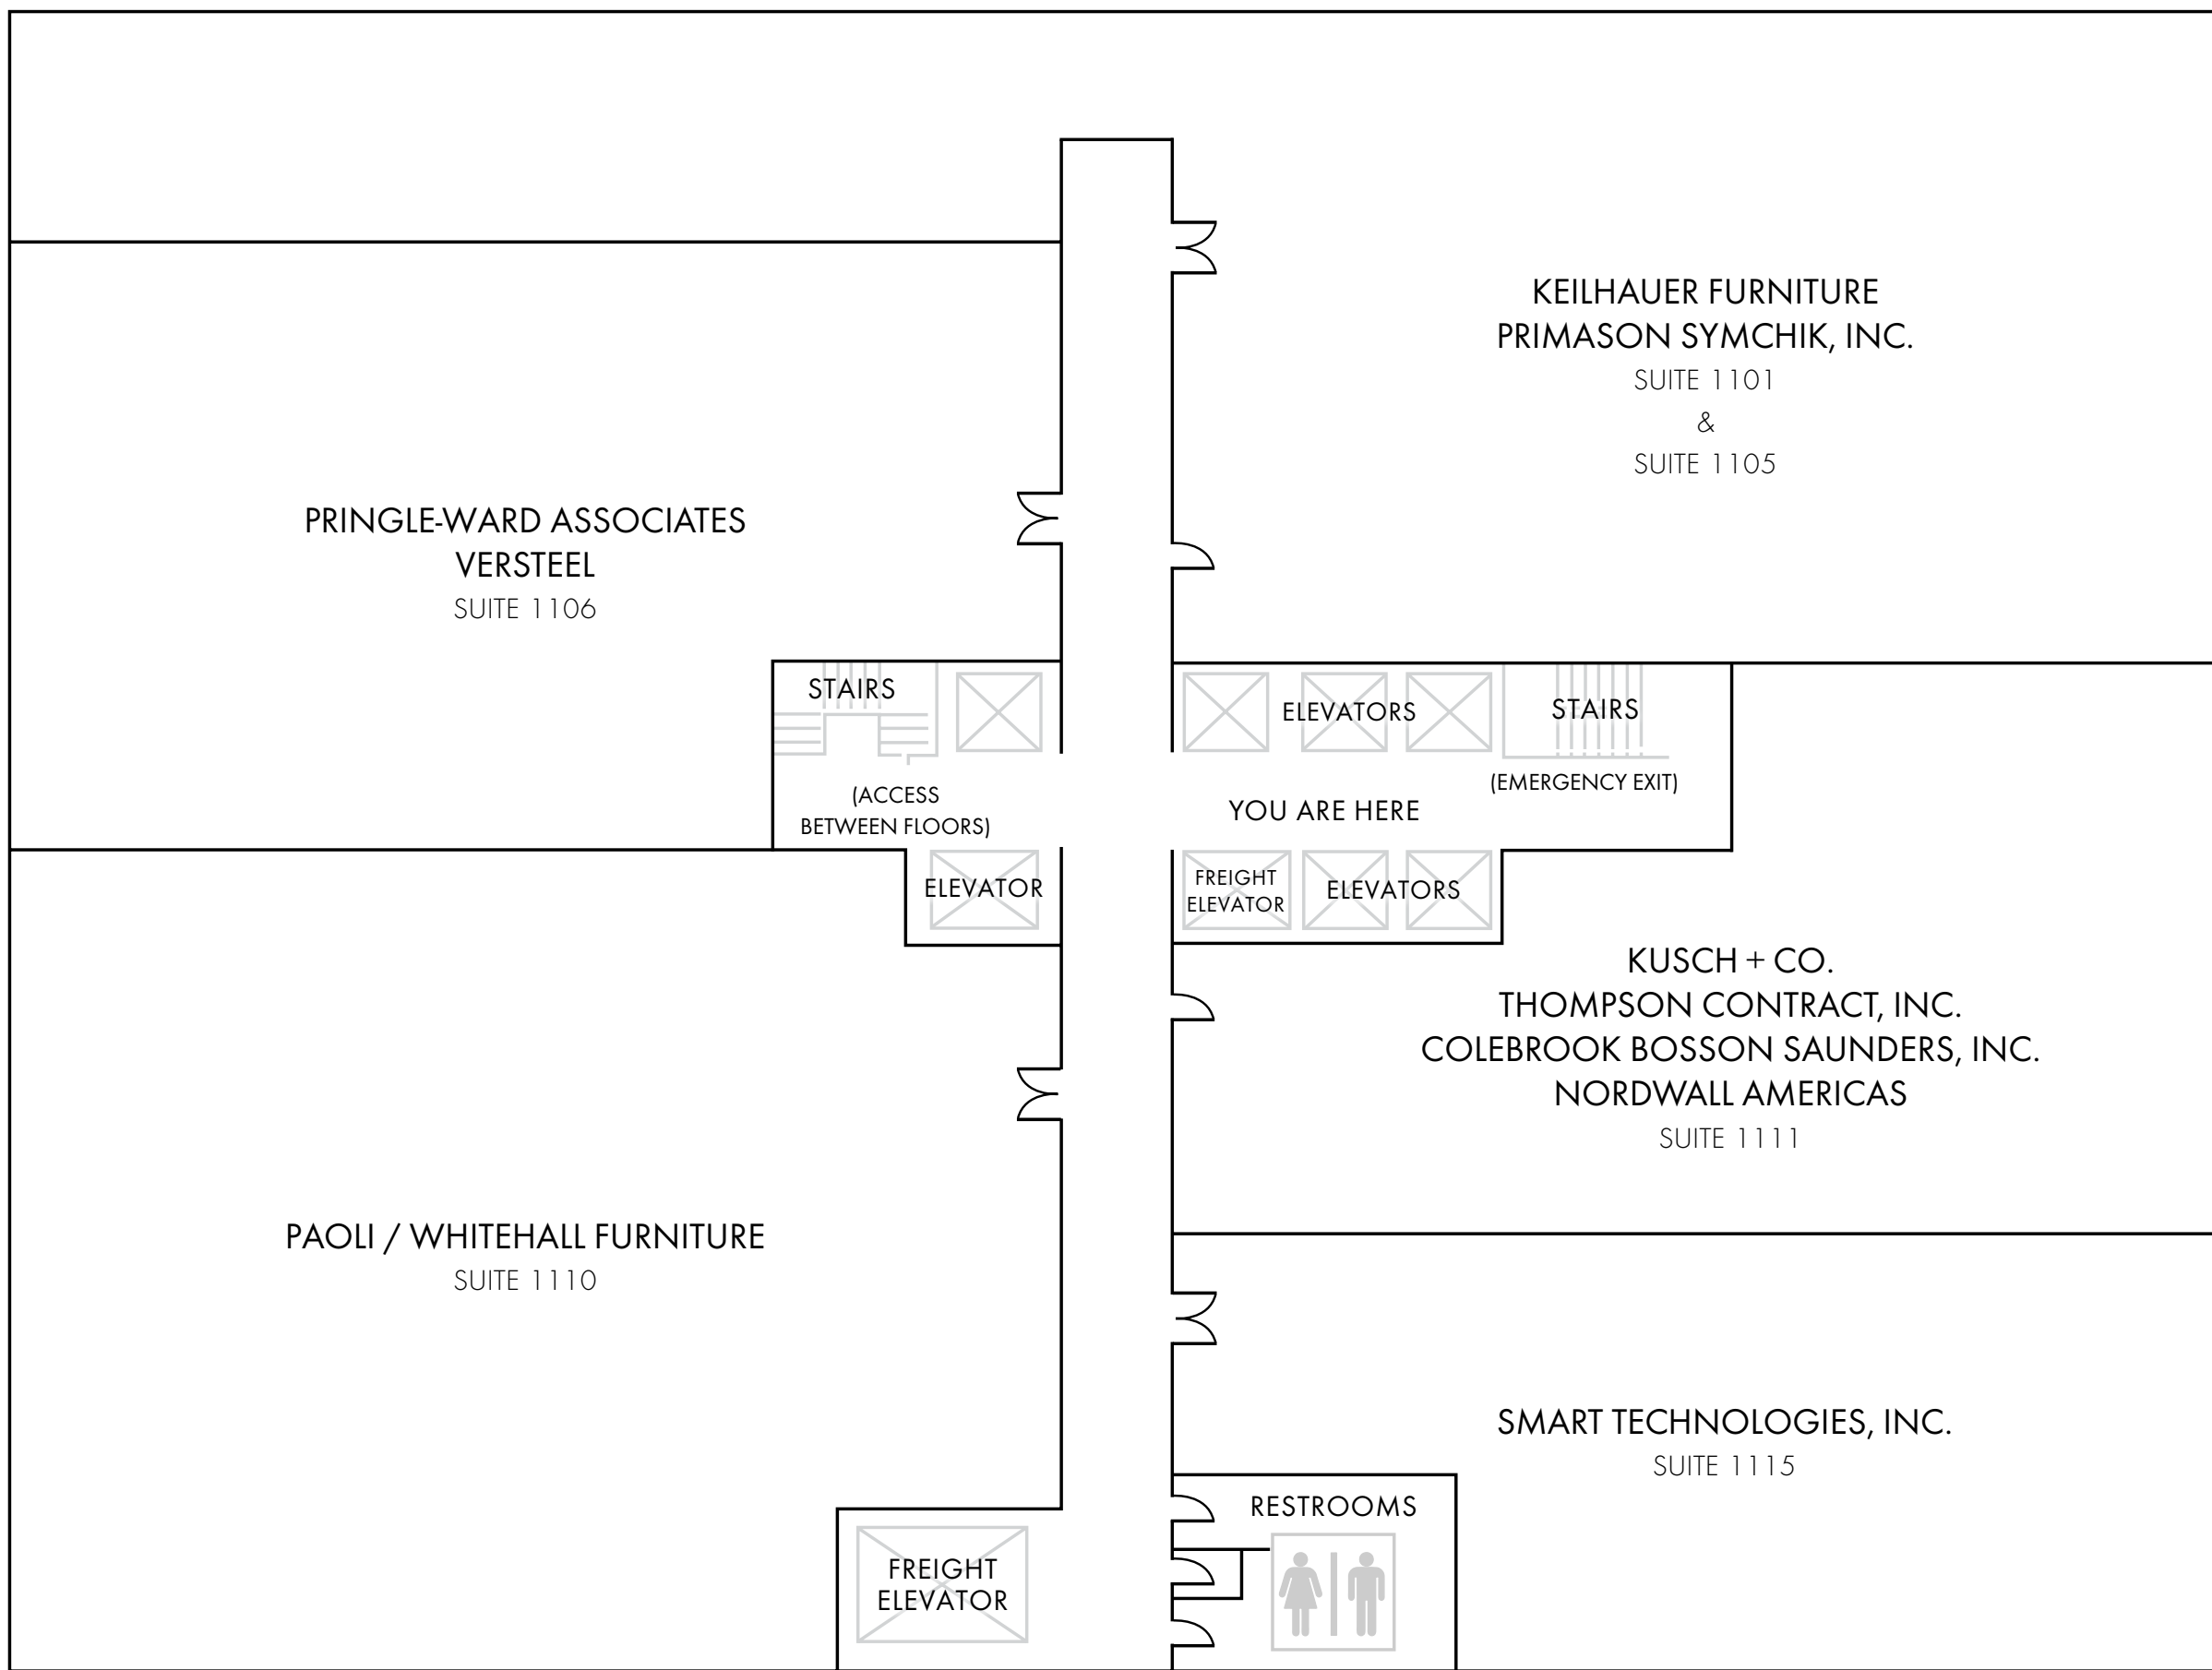 KEILHAUER FURNITURE
PRIMASON SYMCHIK, INC.
SUITE 1101
&
SUITE 1105
PRINGLE-WARD ASSOCIATES
VERSTEEL
SUITE 1106
STAIRS
(ACCESS
BETWEEN FLOORS)
ELEVATOR
ELEVATORS
STAIRS
(EMERGENCY EXIT)
YOU ARE HERE
FREIGHT
ELEVATOR
ELEVATORS
KUSCH + CO.
THOMPSON CONTRACT, INC.
COLEBROOK BOSSON SAUNDERS, INC.
NORDWALL AMERICAS
SUITE 1111
PAOLI / WHITEHALL FURNITURE
SUITE 1110
SMART TECHNOLOGIES, INC.
SUITE 1115
RESTROOMS
FREIGHT
ELEVATOR